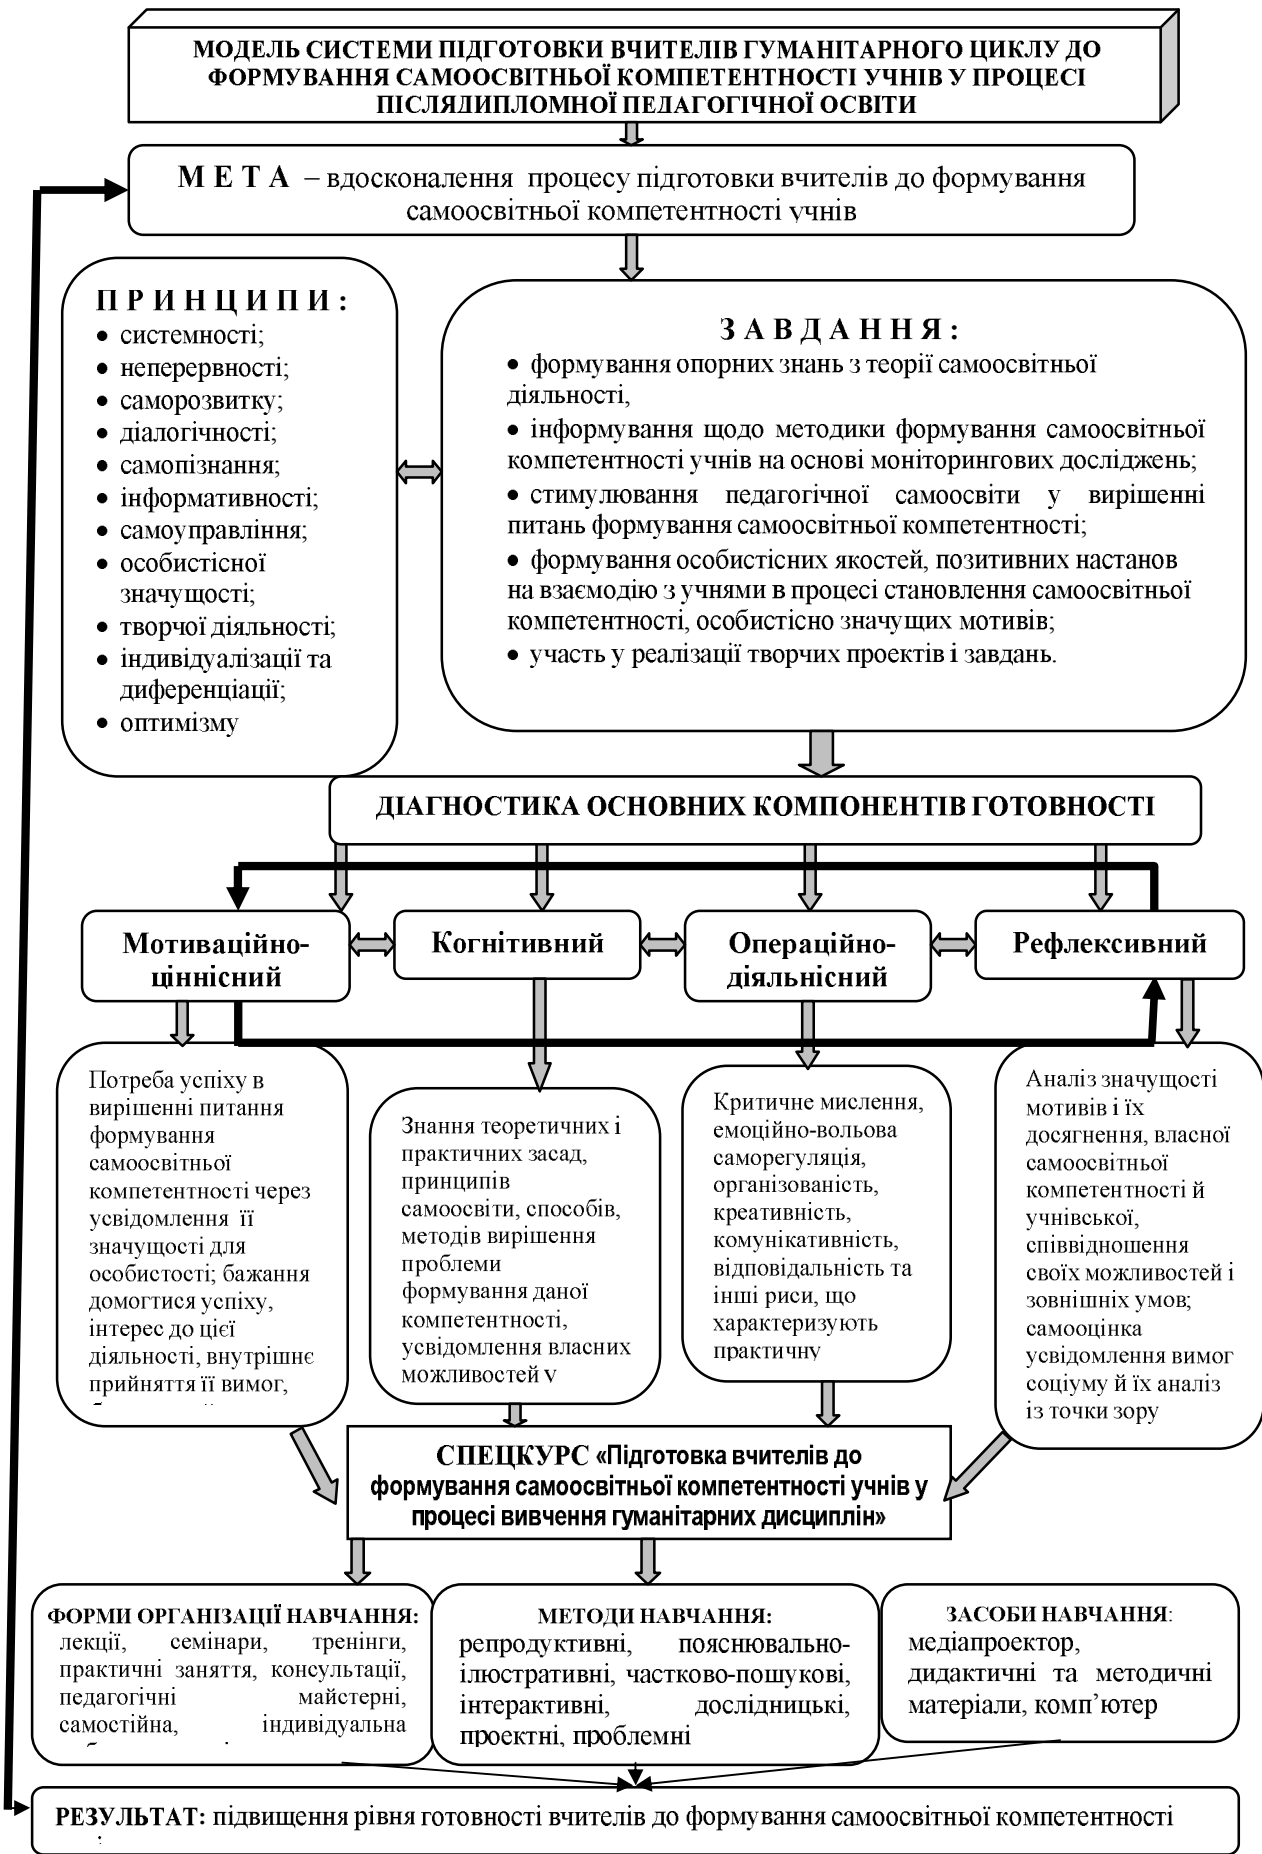 МОДЕЛЬ СИСТЕМИ ПІДГОТОВКИ ВЧИТЕЛІВ ГУМАНІТАРНОГО ЦИКЛУ ДО
ФОРМУВАННЯ САМООСВІТНЬОЇ КОМПЕТЕНТНОСТІ УЧНІВ У ПРОЦЕСІ
ПІСЛЯДИПЛОМНОЇ ПЕДАГОГІЧНОЇ ОСВІТИ
М Е Т А – вдосконалення процесу підготовки вчителів до формування
самоосвітньої компетентності учнів
П Р И Н Ц И П И :
• системності;
• неперервності;
• саморозвитку;
• діалогічності;
• самопізнання;
• інформативності;
• самоуправління;
• особистісної
значущості;
• творчої діяльності;
• індивідуалізації та
диференціації;
• оптимізму
З А В Д А Н Н Я :
• формування опорних знань з теорії самоосвітньої
діяльності,
• інформування щодо методики формування самоосвітньої
компетентності учнів на основі моніторингових досліджень;
• стимулювання педагогічної самоосвіти у вирішенні
питань формування самоосвітньої компетентності;
• формування особистісних якостей, позитивних настанов
на взаємодію з учнями в процесі становлення самоосвітньої
компетентності, особистісно значущих мотивів;
• участь у реалізації творчих проектів і завдань.
ДІАГНОСТИКА ОСНОВНИХ КОМПОНЕНТІВ ГОТОВНОСТІ
Мотиваційно-
ціннісний
Когнітивний
Операційно-
діяльнісний
Рефлексивний
Потреба успіху в
вирішенні питання
формування
самоосвітньої
компетентності через
усвідомлення її
значущості для
особистості; бажання
домогтися успіху,
інтерес до цієї
діяльності, внутрішнє
прийняття її вимог,
Знання теоретичних і
практичних засад,
принципів
самоосвіти, способів,
методів вирішення
проблеми
формування даної
компетентності,
усвідомлення власних
можливостей у
Критичне мислення,
емоційно-вольова
саморегуляція,
організованість,
креативність,
комунікативність,
відповідальність та
інші риси, що
характеризують
практичну
Аналіз значущості
мотивів і їх
досягнення, власної
самоосвітньої
компетентності й
учнівської,
співвідношення
своїх можливостей і
зовнішніх умов;
самооцінка
усвідомлення вимог
соціуму й їх аналіз
із точки зору
СПЕЦКУРС «Підготовка вчителів до
формування самоосвітньої компетентності учнів у
процесі вивчення гуманітарних дисциплін»
ФОРМИ ОРГАНІЗАЦІЇ НАВЧАННЯ:
лекції, семінари, тренінги,
практичні заняття, консультації,
педагогічні майстерні,
самостійна, індивідуальна
МЕТОДИ НАВЧАННЯ:
репродуктивні, пояснювально-
ілюстративні, частково-пошукові,
інтерактивні, дослідницькі,
проектні, проблемні
ЗАСОБИ НАВЧАННЯ:
медіапроектор,
дидактичні та методичні
матеріали, комп’ютер
РЕЗУЛЬТАТ: підвищення рівня готовності вчителів до формування самоосвітньої компетентності